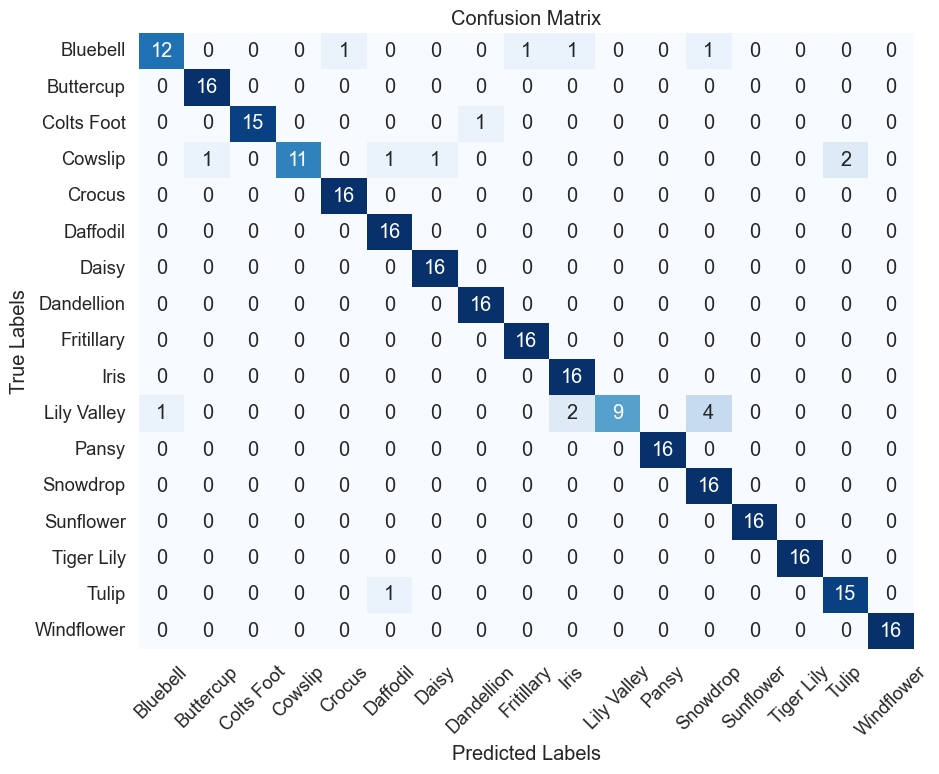 Confusion Matrix
Bluebell 12 0 0 0 1 0 0 0 1 1 0 0 1 0 0 0 0
Buttercup 0 16 0 0 0 0 0 0 0 0 0 0 0 0 0 0 0
Colts Foot 0 0 15 0 0 0 0 1 0 0 0 0 0 0 0 0 0
Cowslip 0 1 0 11 0 1 1 0 0 0 0 0 0 0 0 2 0
Crocus 0 0 0 0 16 0 0 0 0 0 0 0 0 0 0 0 0
Daffodil 0 0 0 0 0 16 0 0 0 0 0 0 0 0 0 0 0
Daisy 0 0 0 0 0 0 16 0 0 0 0 0 0 0 0 0 0
Dandellion 0 0 0 0 0 0 0 16 0 0 0 0 0 0 0 0 0
Fritillary 0 0 0 0 0 0 0 0 16 0 0 0 0 0 0 0 0
Iris 0 0 0 0 0 0 0 0 0 16 0 0 0 0 0 0 0
Lily Valley 1 0 0 0 0 0 0 0 0 2 9 0 4 0 0 0 0
Pansy 0 0 0 0 0 0 0 0 0 0 0 16 0 0 0 0 0
Snowdrop 0 0 0 0 0 0 0 0 0 0 0 0 16 0 0 0 0
Sunflower 0 0 0 0 0 0 0 0 0 0 0 0 0 16 0 0 0
Tiger Lily 0 0 0 0 0 0 0 0 0 0 0 0 0 0 16 0 0
Tulip 0 0 0 0 0 1 0 0 0 0 0 0 0 0 0 15 0
Windflower 0 0 0 0 0 0 0 0 0 0 0 0 0 0 0 0 16
True Labels
Bluebell Buttercup Colts Foot Cowslip Crocus Daffodil Daisy Dandellion Fritillary Iris Lily Valley Pansy Snowdrop Sunflower Tiger Lily Tulip Windflower
Predicted Labels